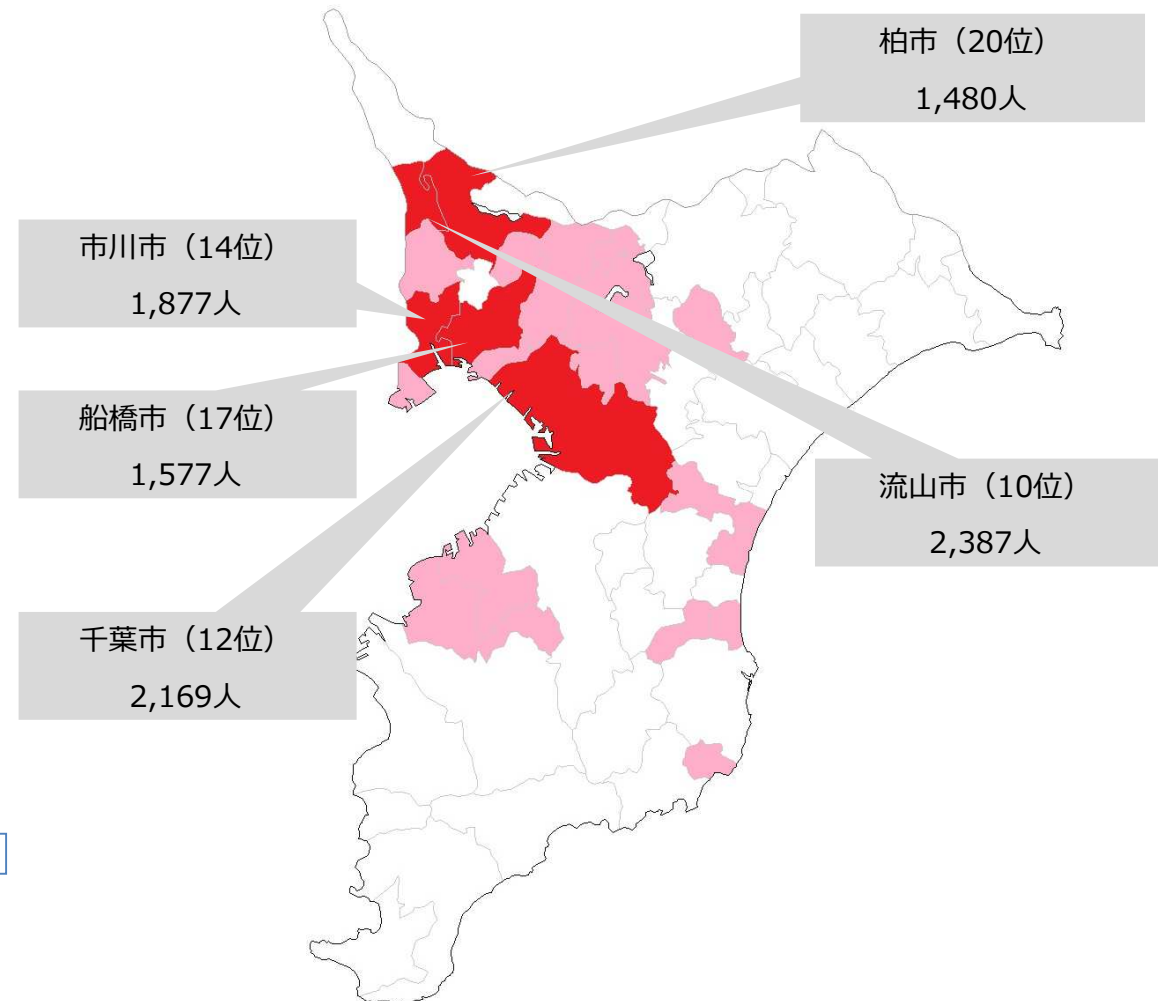 柏市（20位）
1,480人
市川市（14位）
1,877人
船橋市（17位）
1,577人
流山市（10位）
2,387人
千葉市（12位）
2,169人